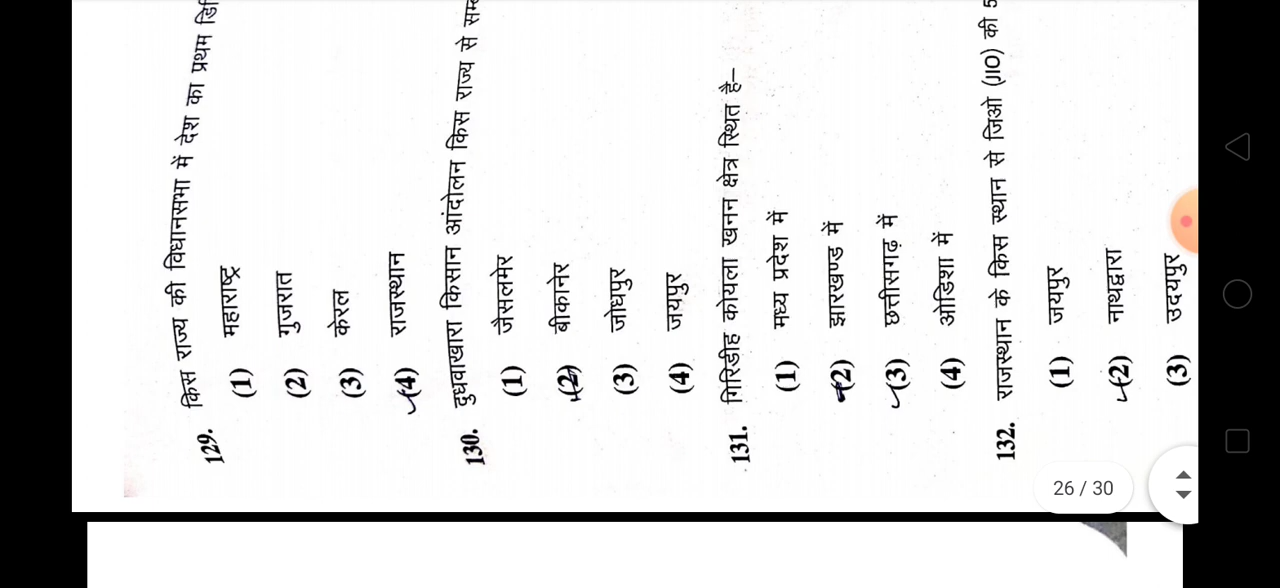 129. किस राज्य की विधानसभा में देश का प्रथम
(1) महाराष्ट्र
(2) गुजरात
(3) केरल
(4) राजस्थान
130. दुधवाखारा किसान आंदोलन किस राज्य से
(1) जैसलमेर
(2) बीकानेर
(3) जोधपुर
(4) जयपुर
131. गिरिडीह कोयला खनन क्षेत्र स्थित है–
(1) मध्य प्रदेश में
(2) झारखण्ड में
(3) छत्तीसगढ़ में
(4) ओडिशा में
132. राजस्थान के किस स्थान से जिओ (JIO) की 5
(1) जयपुर
(2) नाथद्वारा
(3) उदयपुर
26 / 30